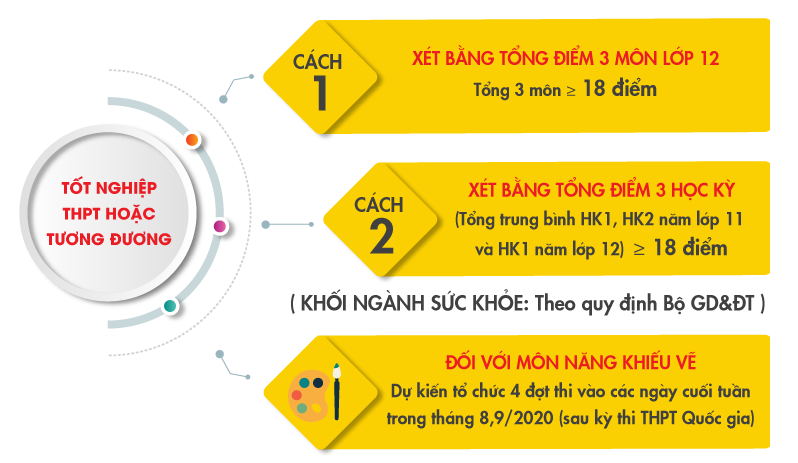 TỐT NGHIỆP
THPT HOẶC
TƯƠNG ĐƯƠNG
CÁCH
1
XÉT BẰNG TỔNG ĐIỂM 3 MÔN LỚP 12
Tổng 3 môn ≥ 18 điểm
CÁCH
2
XÉT BẰNG TỔNG ĐIỂM 3 HỌC KỲ
(Tổng trung bình HK1, HK2 năm lớp 11
và HK1 năm lớp 12) ≥ 18 điểm
( KHỐI NGÀNH SỨC KHỎE: Theo quy định Bộ GD&ĐT )
ĐỐI VỚI MÔN NĂNG KHIẾU VẼ
Dự kiến tổ chức 4 đợt thi vào các ngày cuối tuần
trong tháng 8,9/2020 (sau kỳ thi THPT Quốc gia)